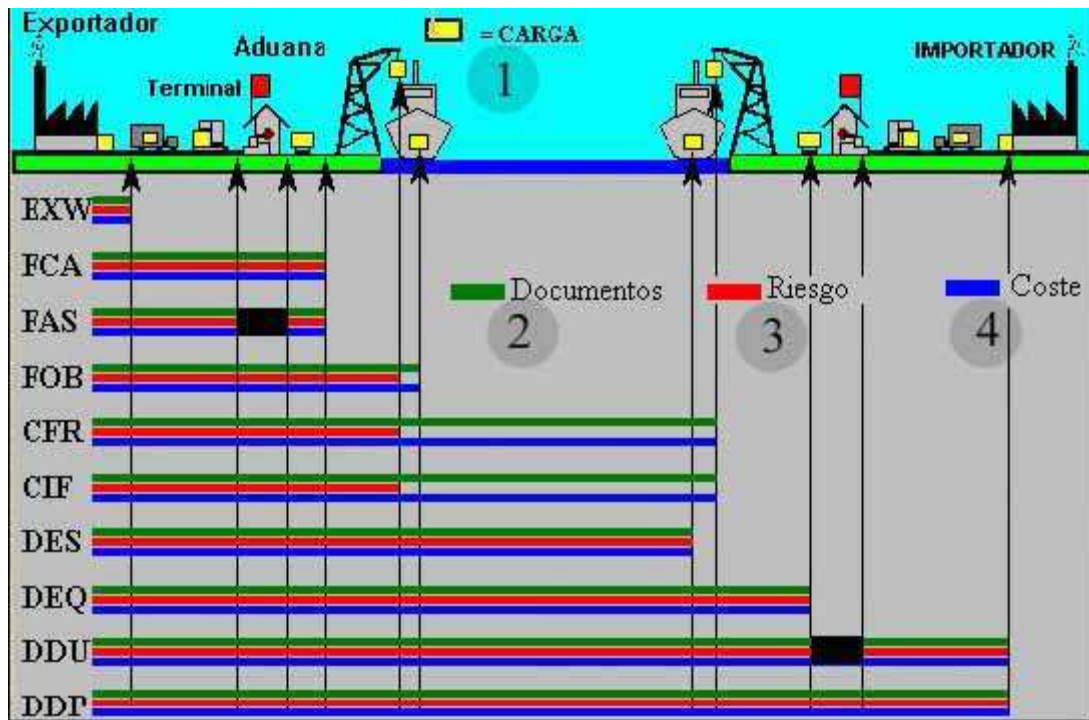 Exportador
= CARGA
Aduana
IMPORTADOR
Terminal
1
EXW
FCA
Documentos
Riesgo
Coste
FAS
2
3
4
FOB
CFR
CIF
DES
DEQ
DDU
DDP